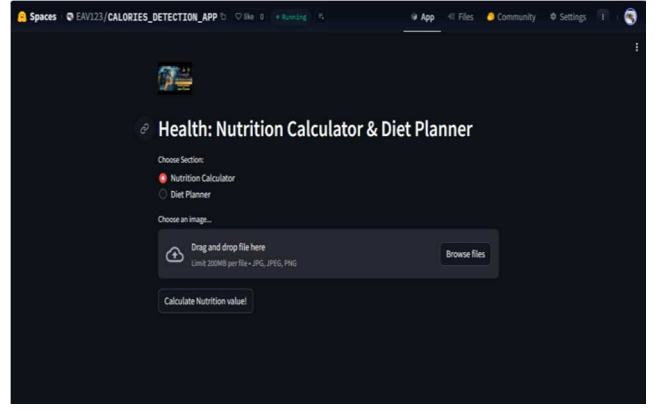 Spaces EAV123/CALORIES_DETECTION_APP like 0 Running App Files Community Settings
Health: Nutrition Calculator & Diet Planner
Choose Section:
Nutrition Calculator
Diet Planner
Choose an image...
Drag and drop file here
Limit 200MB per file • JPG, JPEG, PNG
Browse files
Calculate Nutrition value!